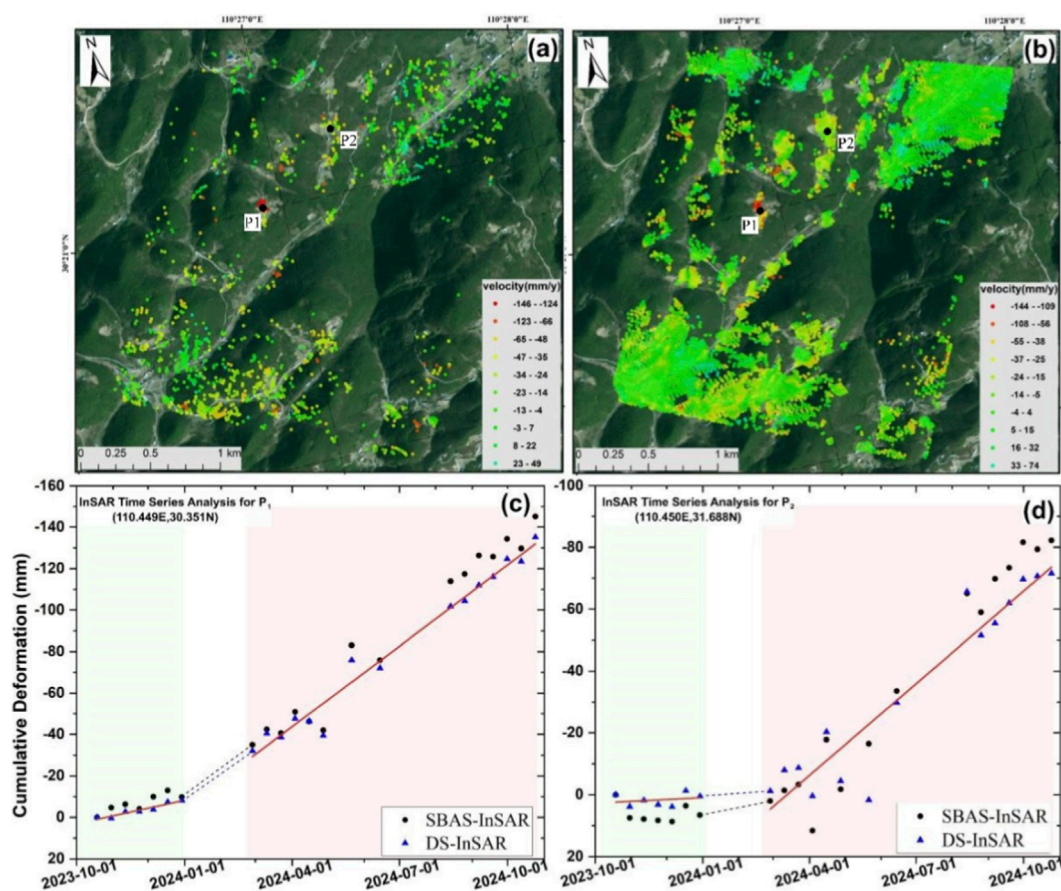 110°27'0"E
110°28'0"E
110°27'0"E
110°28'0"E
N
(a)
P2
P1
velocity(mm/y)
-146 - -124
-123 - -66
-65 - -48
-47 - -35
-34 - -24
-23 - -14
-13 - -4
-3 - 7
8 - 22
23 - 49
0 0.25 0.5 1 km
N
(b)
P2
P1
velocity(mm/y)
-144 - -109
-108 - -56
-55 - -38
-37 - -25
-24 - -15
-14 - -5
-4 - 4
5 - 15
16 - 32
33 - 74
0 0.25 0.5 1 km
InSAR Time Series Analysis for P1
(110.449E,30.351N)
(c)
Cumulative Deformation (mm)
-160
-140
-120
-100
-80
-60
-40
-20
0
20
SBAS-InSAR
DS-InSAR
2023-10-01
2024-01-01
2024-04-01
2024-07-01
2024-10-01
InSAR Time Series Analysis for P2
(110.450E,31.688N)
(d)
-100
-80
-60
-40
-20
0
20
SBAS-InSAR
DS-InSAR
2023-10-01
2024-01-01
2024-04-01
2024-07-01
2024-10-01